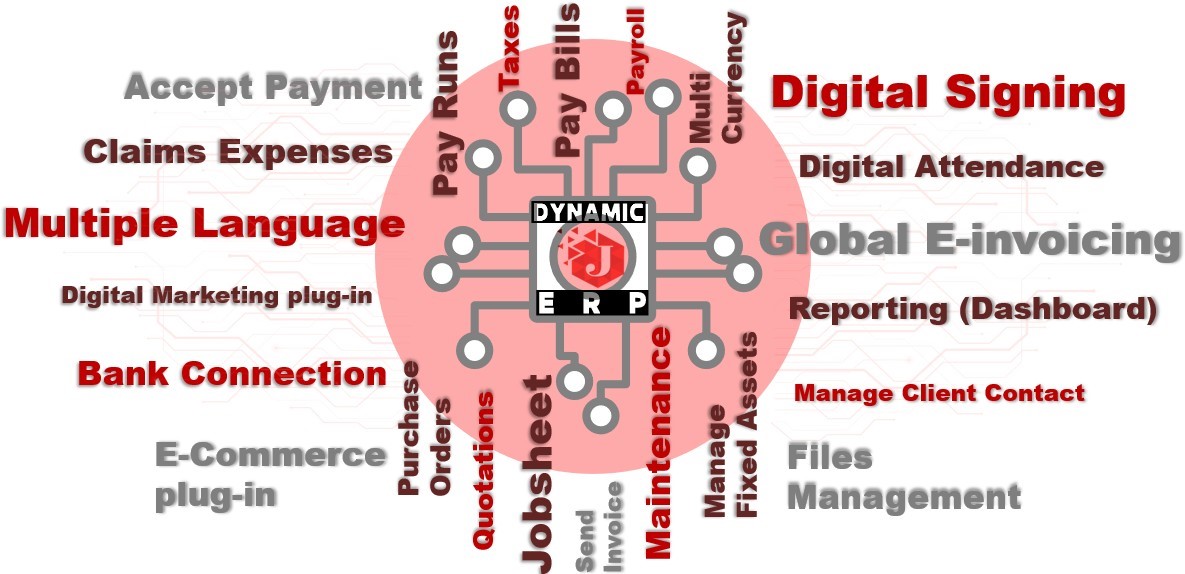 Accept Payment
Claims Expenses
Multiple Language
Digital Marketing plug-in
Bank Connection
E-Commerce
plug-in
Pay Runs
Taxes
Pay Bills
Payroll
Multi
Currency
DYNAMIC
J
ERP
Purchase
Orders
Quotations
Jobsheet
Send
Invoice
Maintenance
Manage
Fixed Assets
Digital Signing
Digital Attendance
Global E-invoicing
Reporting (Dashboard)
Manage Client Contact
Files
Management